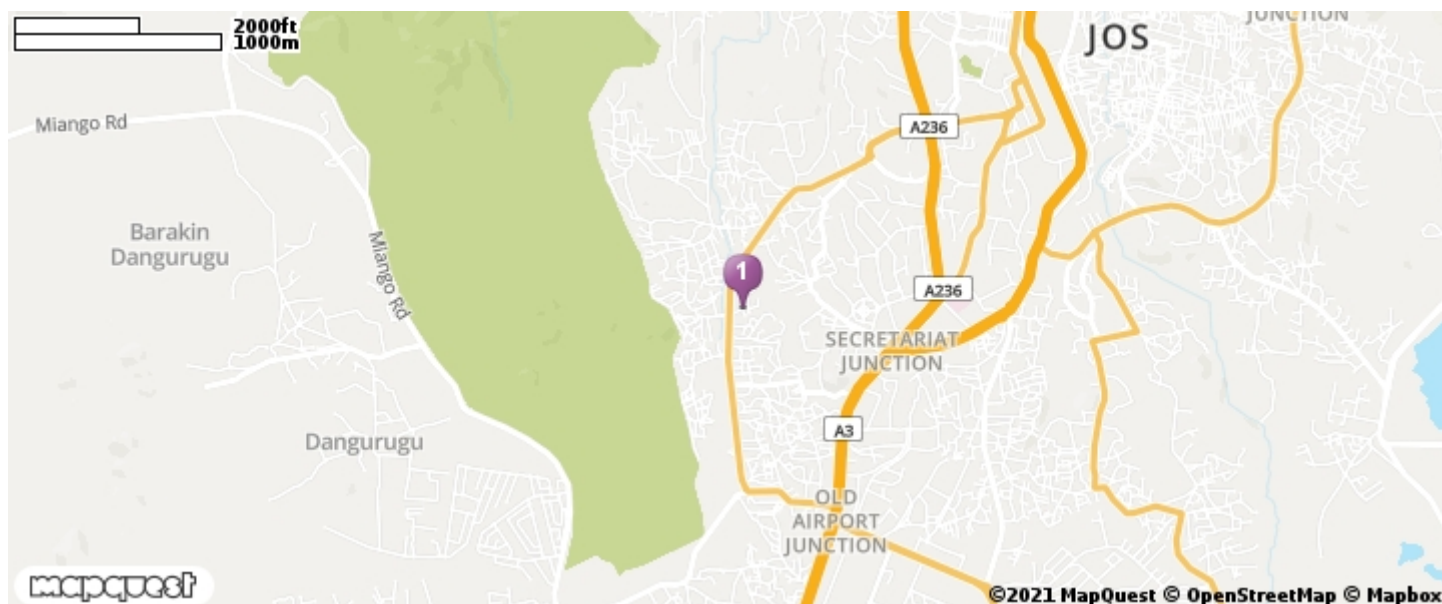 2000ft
1000m
JUNCTION
JOS
Miango Rd
A236
Barakin
Dangurugu
Miango Rd
1
A236
SECRETARIAT
JUNCTION
Dangurugu
A3
OLD
AIRPORT
JUNCTION
mapquest
©2021 MapQuest © OpenStreetMap © Mapbox